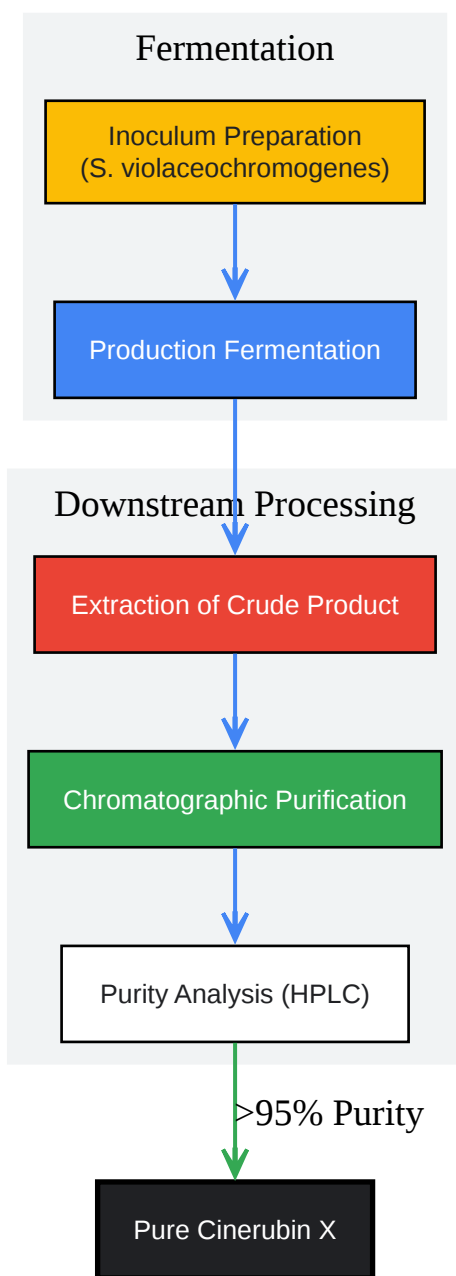 Fermentation
Inoculum Preparation
(S. violaceochromogenes)
Production Fermentation
Downstream Processing
Extraction of Crude Product
Chromatographic Purification
Purity Analysis (HPLC)
>95% Purity
Pure Cinerubin X